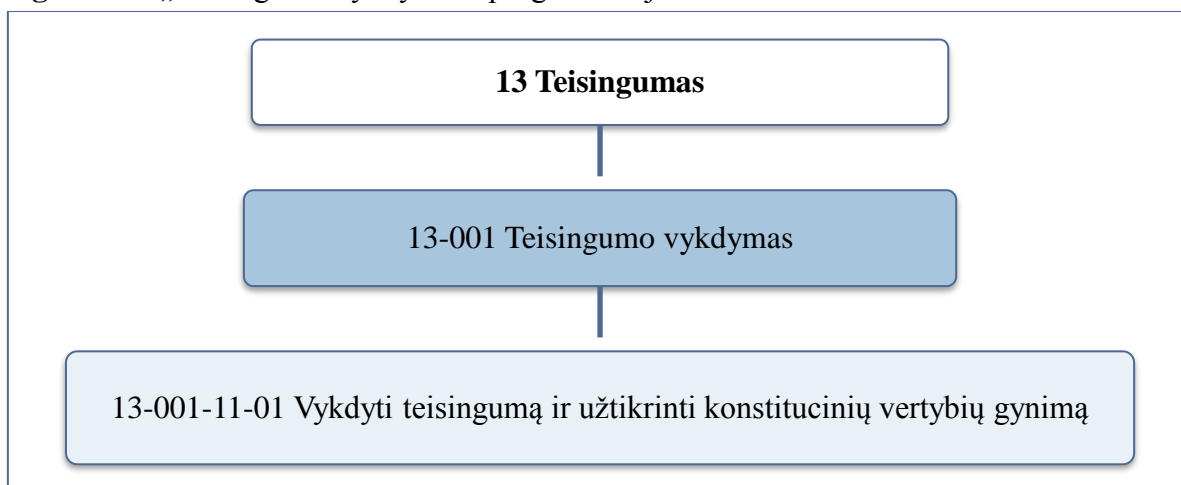 13 Teisingumas
13-001 Teisingumo vykdymas
13-001-11-01 Vykdyti teisingumą ir užtikrinti konstitucinių vertybių gynimą